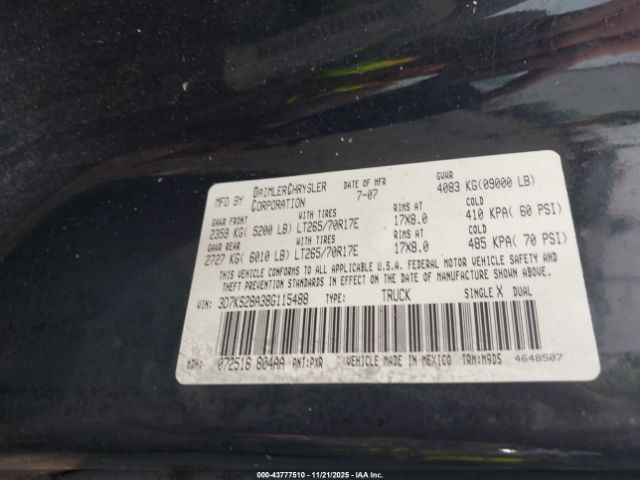 MFD BY DAIMLERCHRYSLER CORPORATION DATE OF MFR 7-07 GVWR 4083 KG(09000 LB)
GAWR FRONT WITH TIRES RIMS AT COLD
2359 KG( 5200 LB) LT265/70R17E 17X8.0 410 KPA( 60 PSI)
GAWR REAR WITH TIRES RIMS AT COLD
2727 KG( 6010 LB) LT265/70R17E 17X8.0 485 KPA( 70 PSI)
THIS VEHICLE CONFORMS TO ALL APPLICABLE U.S.A. FEDERAL MOTOR VEHICLE SAFETY
STANDARDS IN EFFECT ON THE DATE OF MANUFACTURE SHOWN ABOVE
VIN: 3D7KS28A38G115488 TYPE: TRUCK SINGLE X DUAL
MDH: 072516 804AA PNT:PXR VEHICLE MADE IN MEXICO TRM:M9D5 4648507
000-43777510 - 11/21/2025 - IAA Inc.